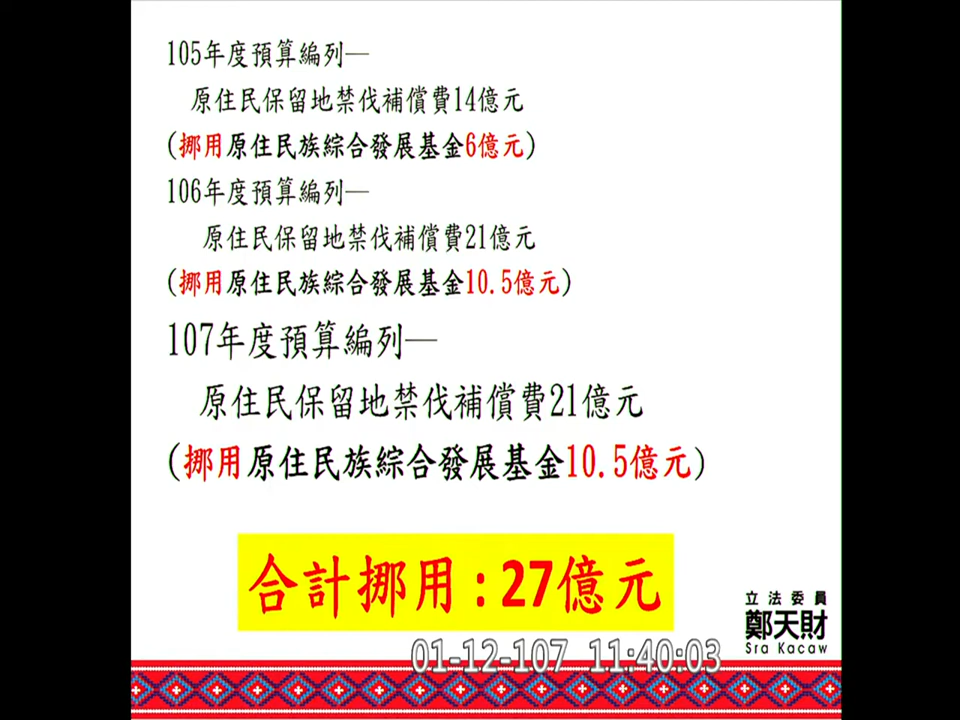 105年度預算編列—
原住民保留地禁伐補償費14億元
(挪用原住民族綜合發展基金6億元)
106年度預算編列—
原住民保留地禁伐補償費21億元
(挪用原住民族綜合發展基金10.5億元)
107年度預算編列—
原住民保留地禁伐補償費21億元
(挪用原住民族綜合發展基金10.5億元)
合計挪用:27億元
立法委員
鄭天財
Sra Kacaw
01-12-107 11:40:03